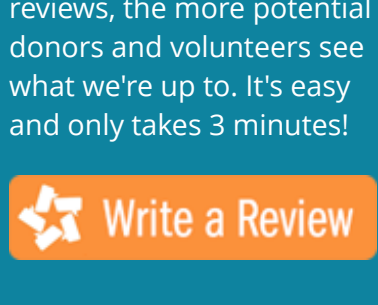 reviews, the more potential
donors and volunteers see
what we're up to. It's easy
and only takes 3 minutes!
Write a Review